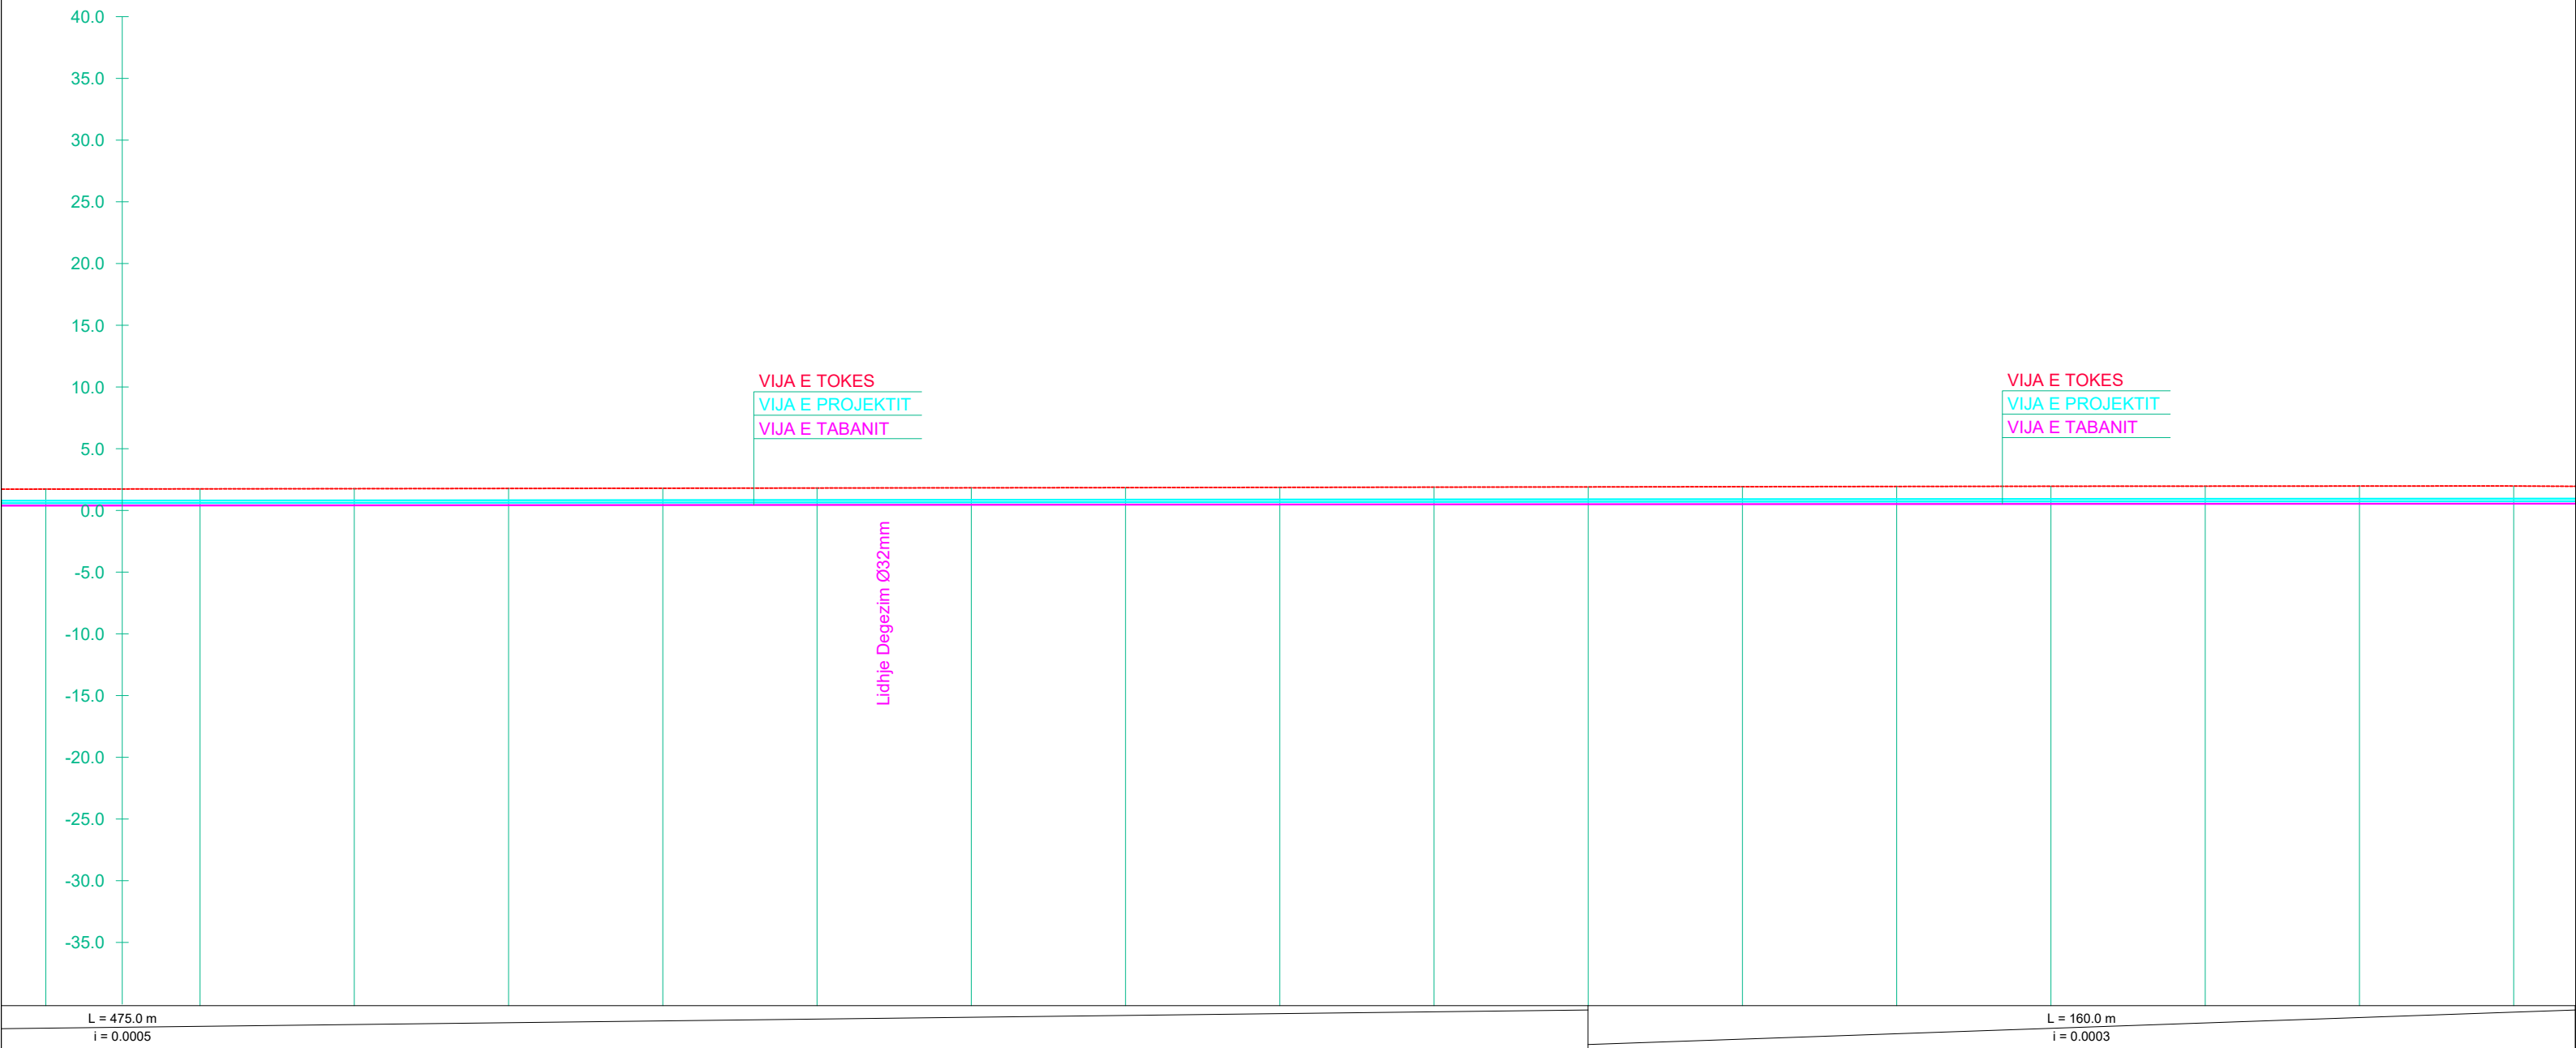 40.0
35.0
30.0
25.0
20.0
15.0
10.0
5.0
0.0
-5.0
-10.0
-15.0
-20.0
-25.0
-30.0
-35.0
VIJA E TOKES
VIJA E PROJEKTIT
VIJA E TABANIT
Lidhje Degezim Ø32mm
VIJA E TOKES
VIJA E PROJEKTIT
VIJA E TABANIT
L = 475.0 m
i = 0.0005
L = 160.0 m
i = 0.0003